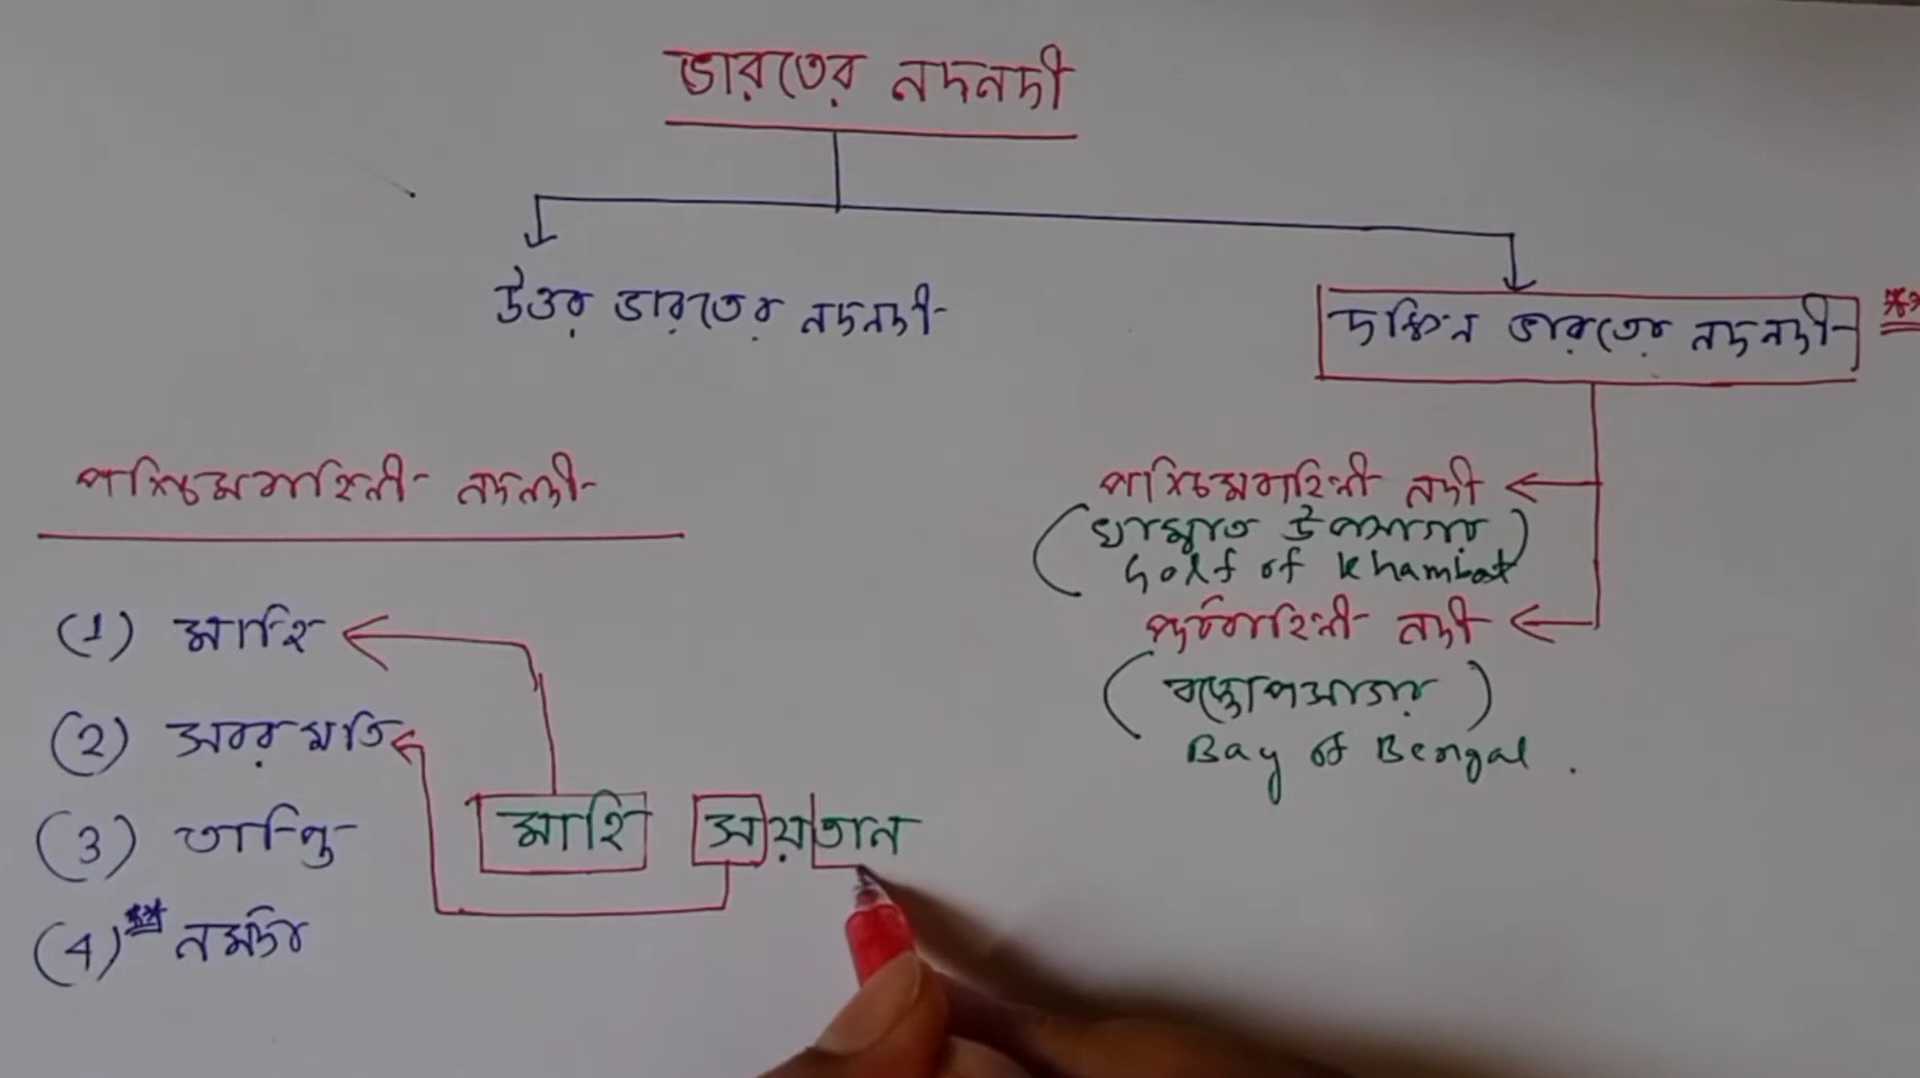 ভারতের নদনদী
উত্তর ভারতের নদনদী
দক্ষিন ভারতের নদনদী
পশ্চিমবাহিনী নদনদী
(1) মাহি
(2) সবরমতি
(3) তাপ্তি
(4) নর্মদা
মাহি সয়তান
পশ্চিমবাহিনী নদী
(খাম্বাত উপসাগর)
Golf of Khambat
পূর্ববাহিনী নদী
(বঙ্গোপসাগর)
Bay of Bengal.